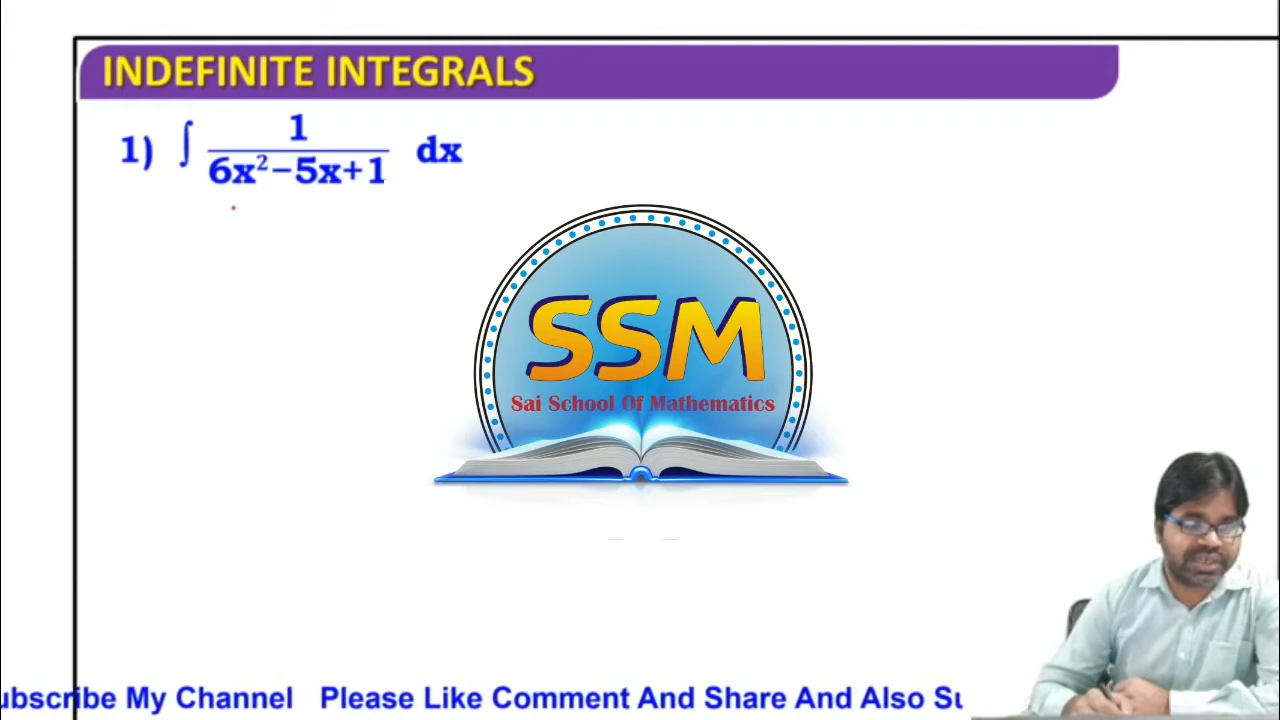 INDEFINITE INTEGRALS
1) ∫ 1/(6x²−5x+1) dx
SSM
Sai School Of Mathematics
ubscribe My Channel Please Like Comment And Share And Also Su